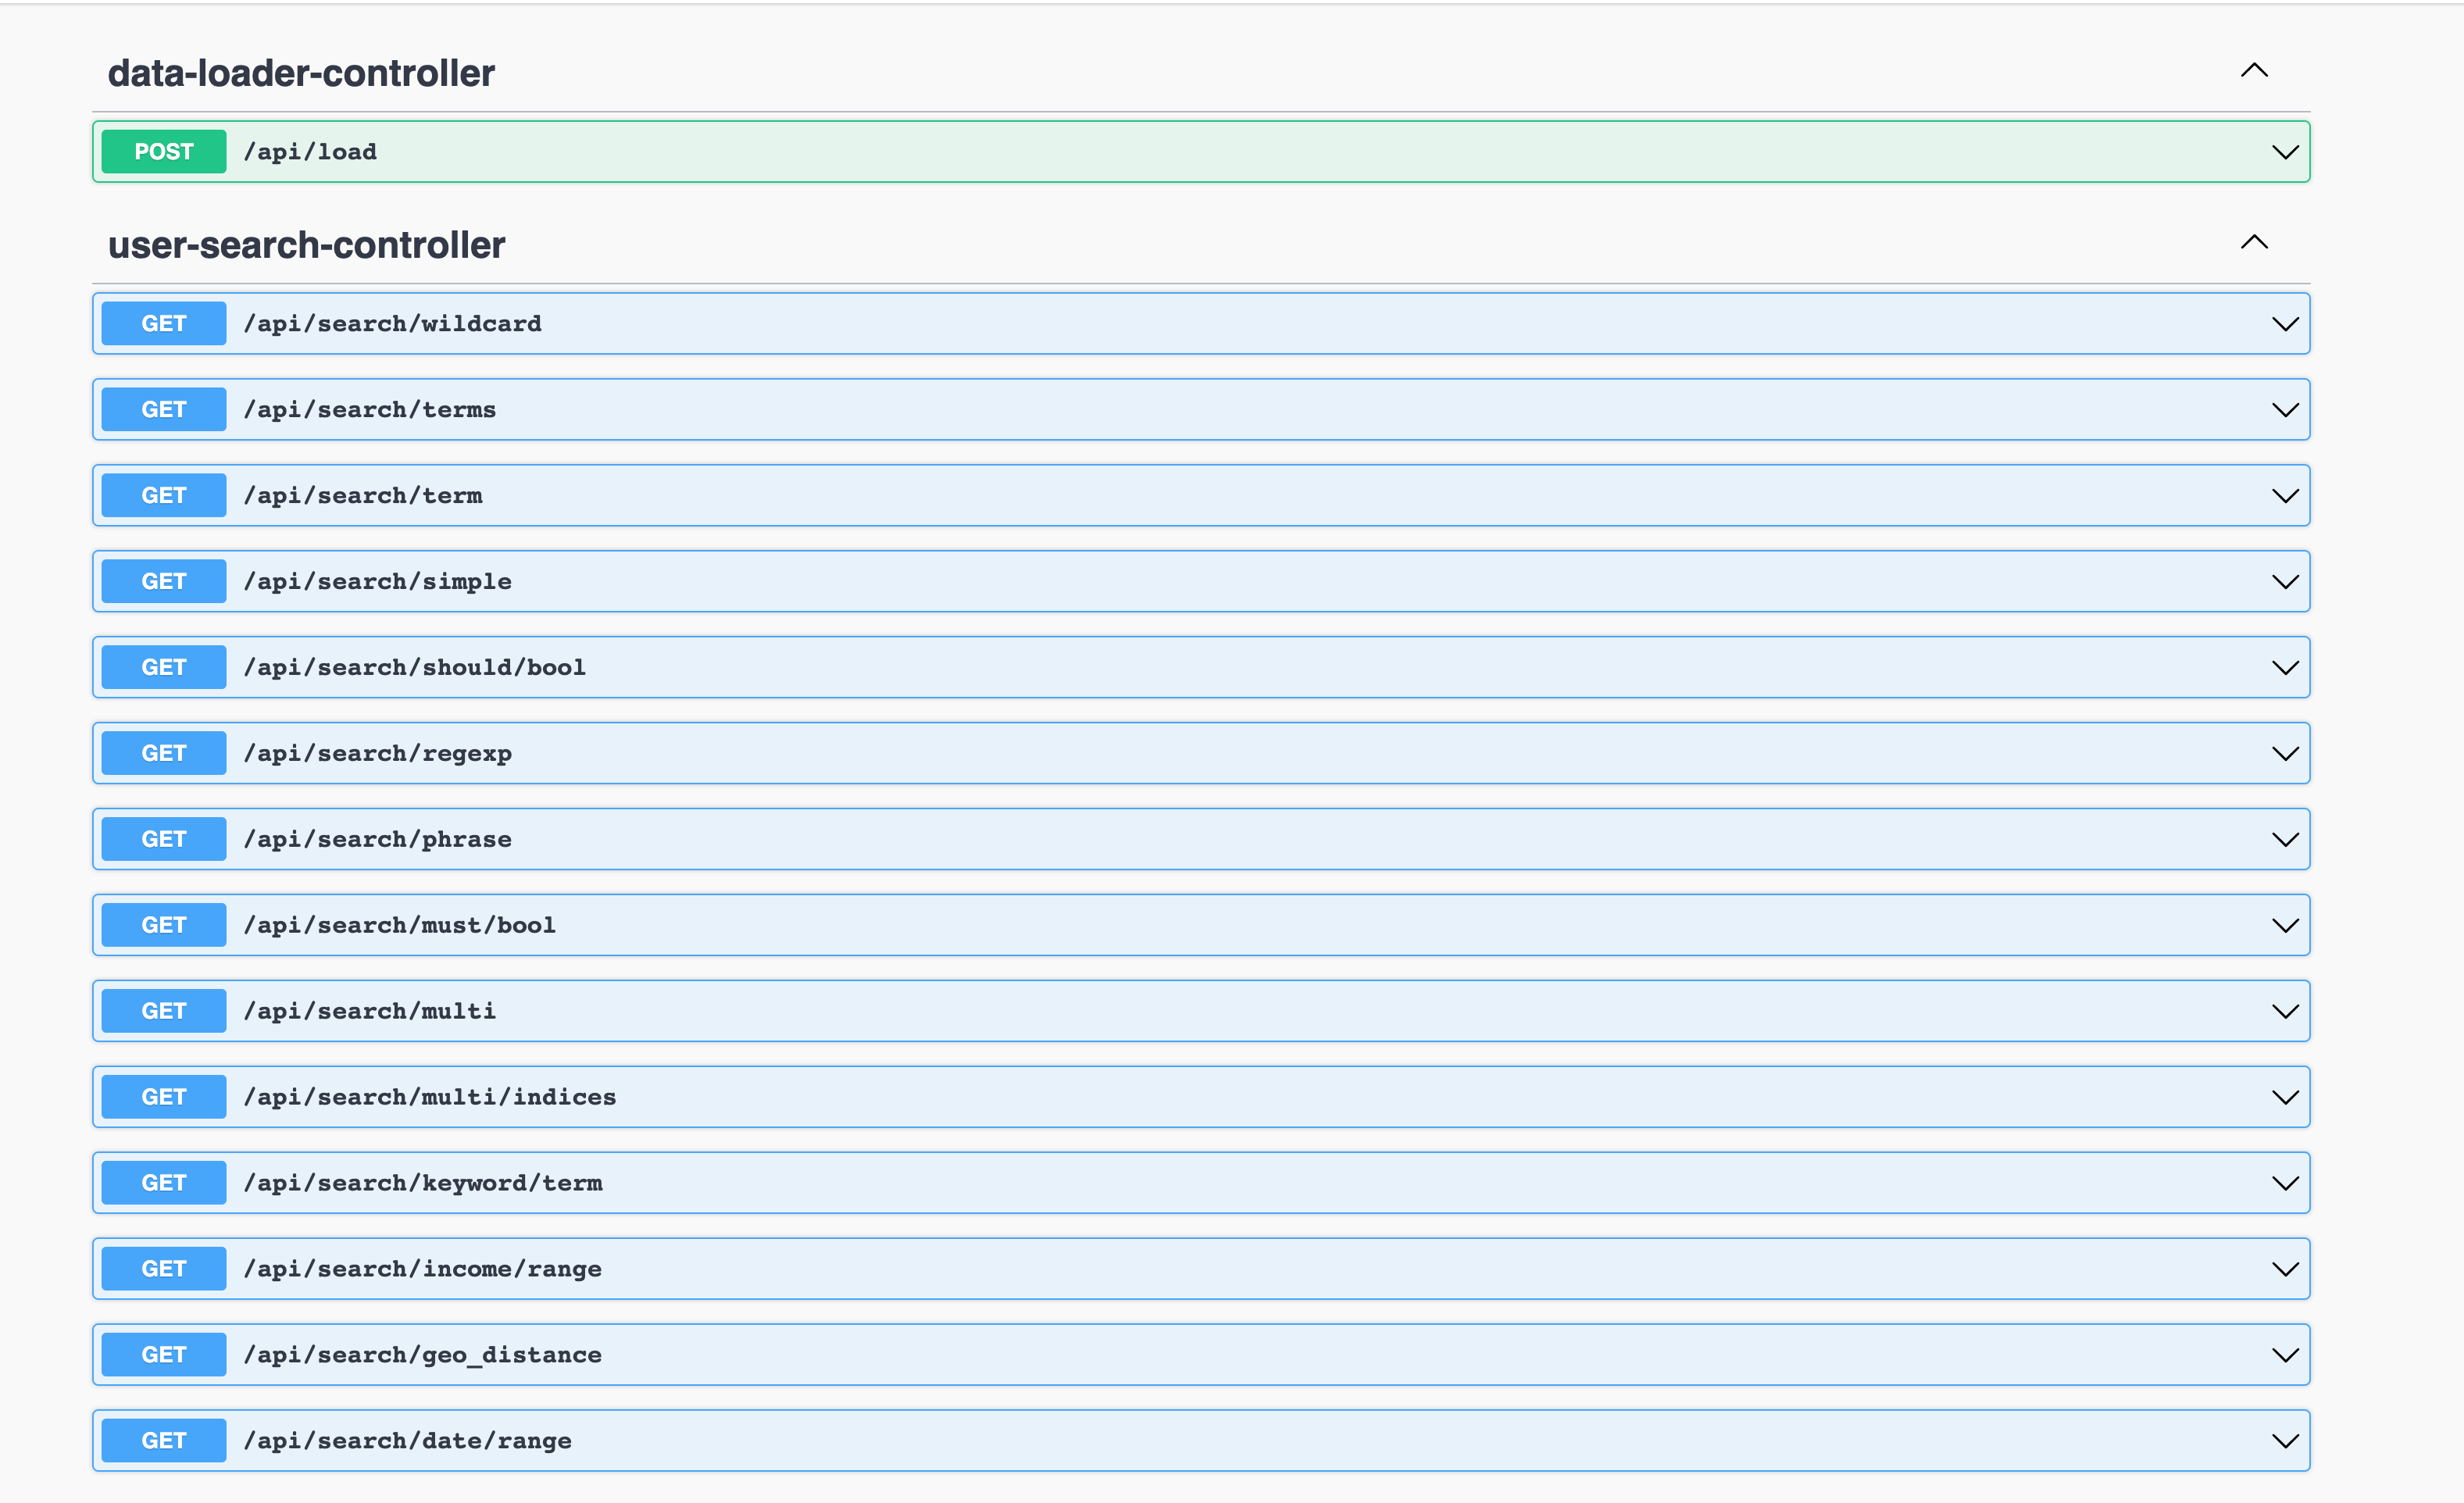 data-loader-controller
POST /api/load
user-search-controller
GET /api/search/wildcard
GET /api/search/terms
GET /api/search/term
GET /api/search/simple
GET /api/search/should/bool
GET /api/search/regexp
GET /api/search/phrase
GET /api/search/must/bool
GET /api/search/multi
GET /api/search/multi/indices
GET /api/search/keyword/term
GET /api/search/income/range
GET /api/search/geo_distance
GET /api/search/date/range